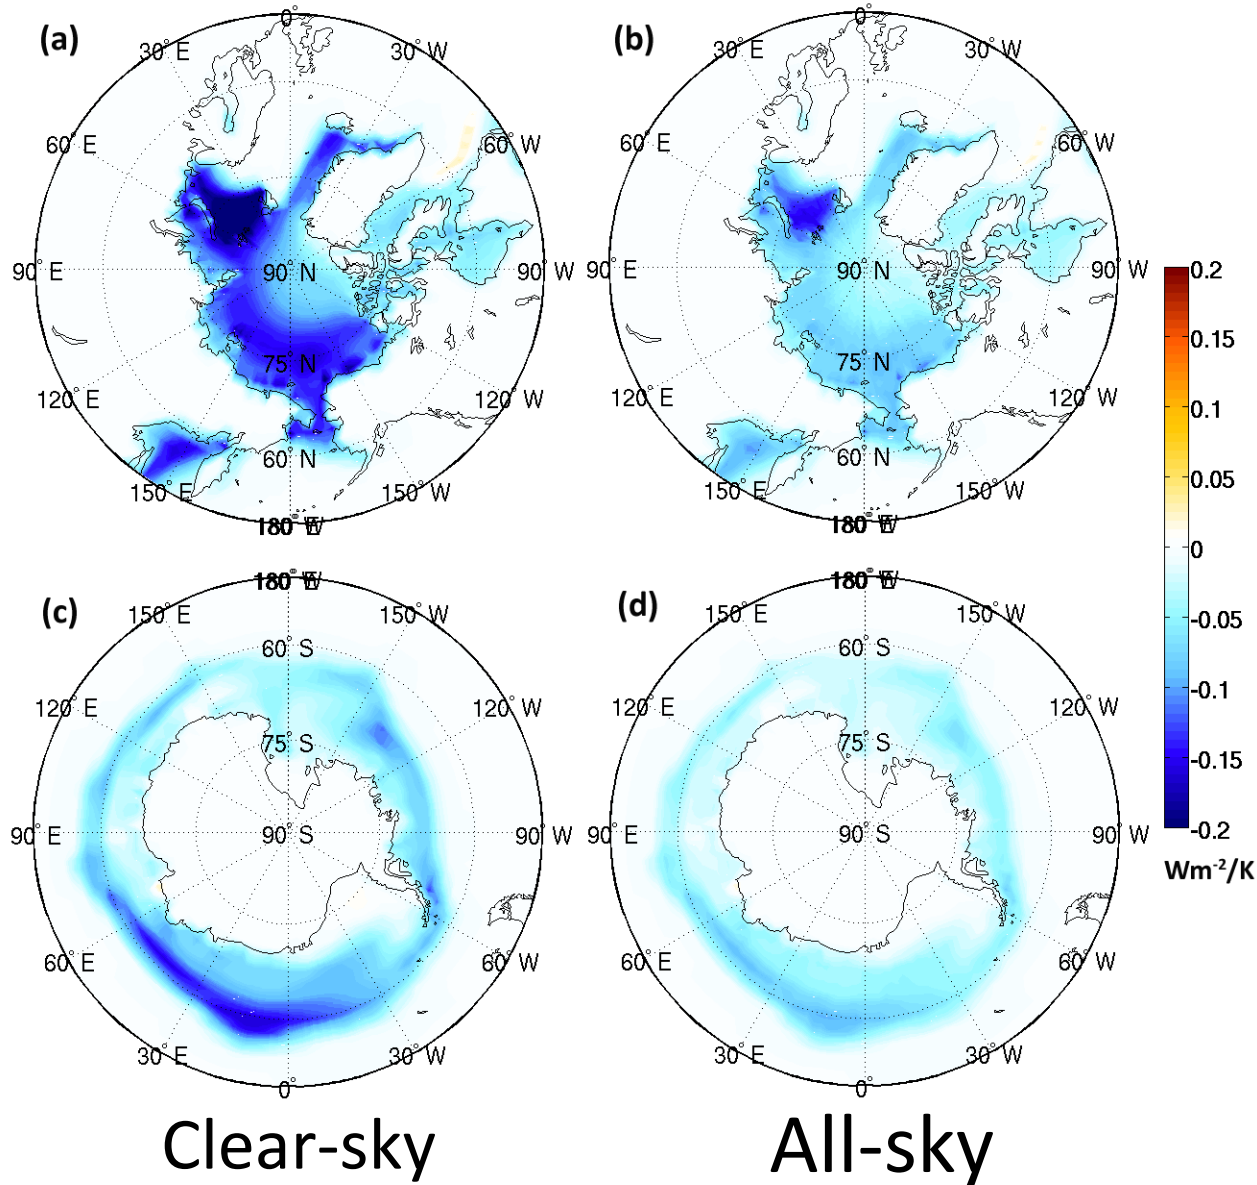 (a)
0°
30° E
30° W
60° E
60° W
90° E
90° N
90° W
75° N
120° E
120° W
60° N
150° E
150° W
(b)
0°
30° E
30° W
60° E
60° W
90° E
90° N
90° W
75° N
120° E
120° W
60° N
150° E
150° W
0.2
0.15
0.1
0.05
0
-0.05
-0.1
-0.15
-0.2
Wm⁻²/K
(c)
150° E
150° W
60° S
120° E
120° W
75° S
90° E
90° S
90° W
60° E
60° W
30° E
30° W
0°
(d)
150° E
150° W
60° S
120° E
120° W
75° S
90° E
90° S
90° W
60° E
60° W
30° E
30° W
0°
Clear-sky
All-sky